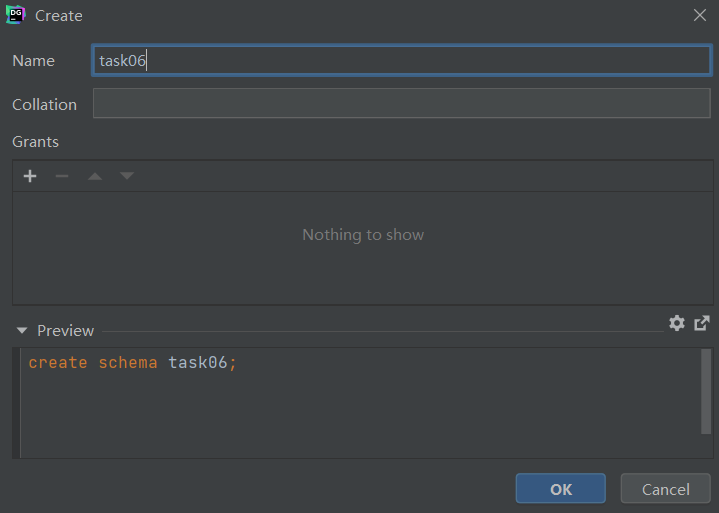 DG Create
Name task06
Collation
Grants
Nothing to show
Preview
create schema task06;
OK Cancel